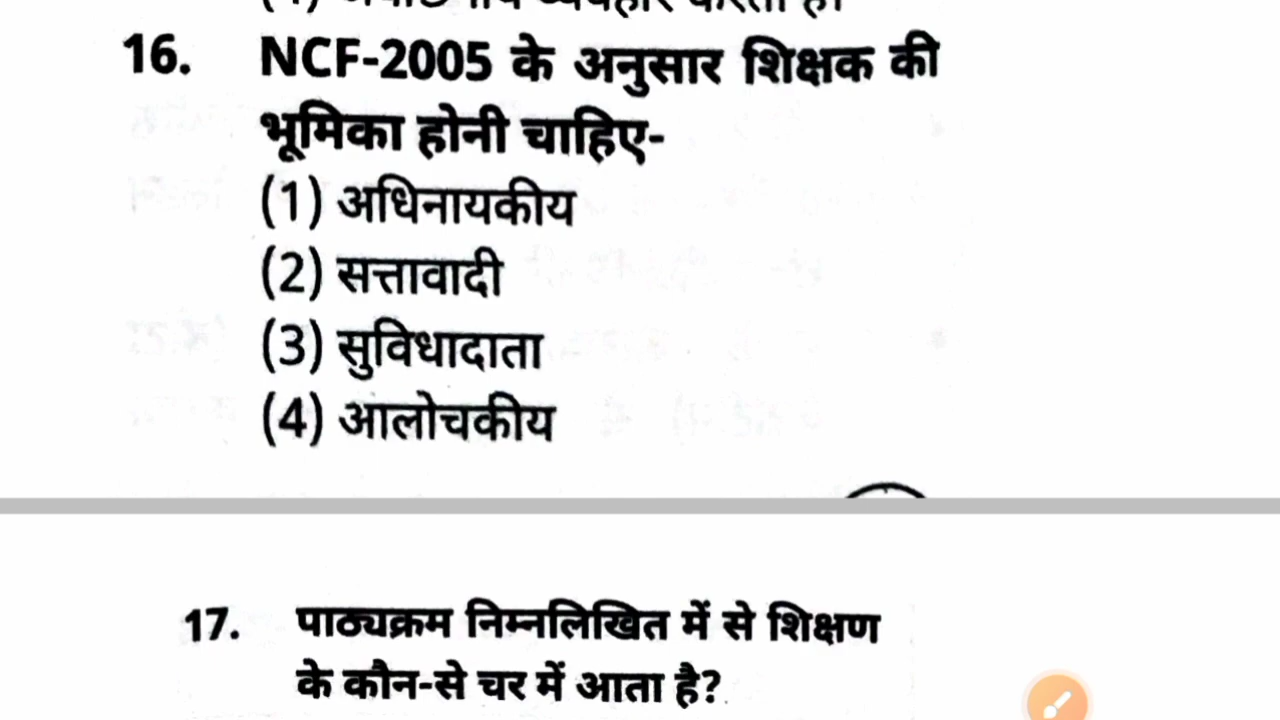 16. NCF-2005 के अनुसार शिक्षक की
भूमिका होनी चाहिए-
(1) अधिनायकीय
(2) सत्तावादी
(3) सुविधादाता
(4) आलोचकीय
17. पाठ्यक्रम निम्नलिखित में से शिक्षण
के कौन-से चर में आता है?